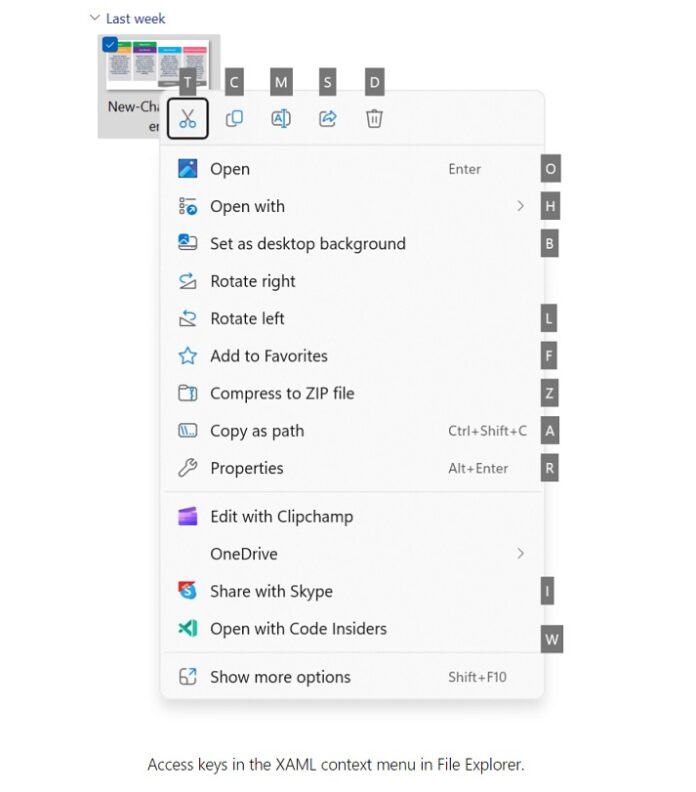 Last week
New-Cha
er
T C M S D
Open Enter O
Open with H
Set as desktop background B
Rotate right
Rotate left L
Add to Favorites F
Compress to ZIP file Z
Copy as path Ctrl+Shift+C A
Properties Alt+Enter R
Edit with Clipchamp
OneDrive
Share with Skype I
Open with Code Insiders W
Show more options Shift+F10
Access keys in the XAML context menu in File Explorer.